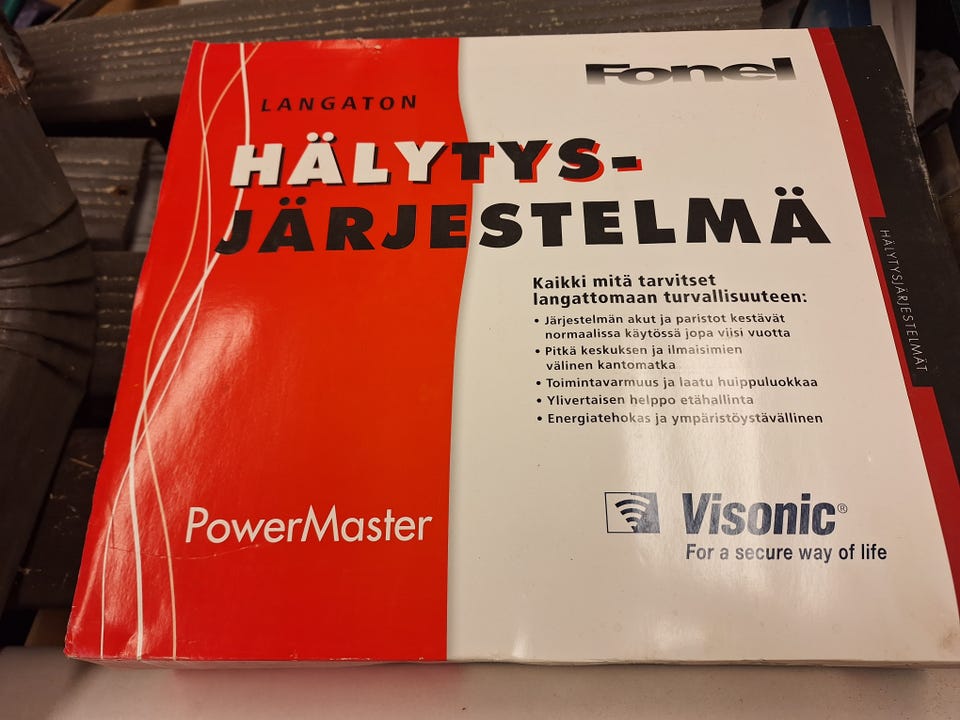 Fonel
LANGATON
HÄLYTYS-
JÄRJESTELMÄ
Kaikki mitä tarvitset
langattomaan turvallisuuteen:
• Järjestelmän akut ja paristot kestävät
normaalissa käytössä jopa viisi vuotta
• Pitkä keskuksen ja ilmaisimien
välinen kantomatka
• Toimintavarmuus ja laatu huippuluokkaa
• Ylivertaisen helppo etähallinta
• Energiatehokas ja ympäristöystävällinen
HÄLYTYSJÄRJESTELMÄT
PowerMaster
Visonic®
For a secure way of life